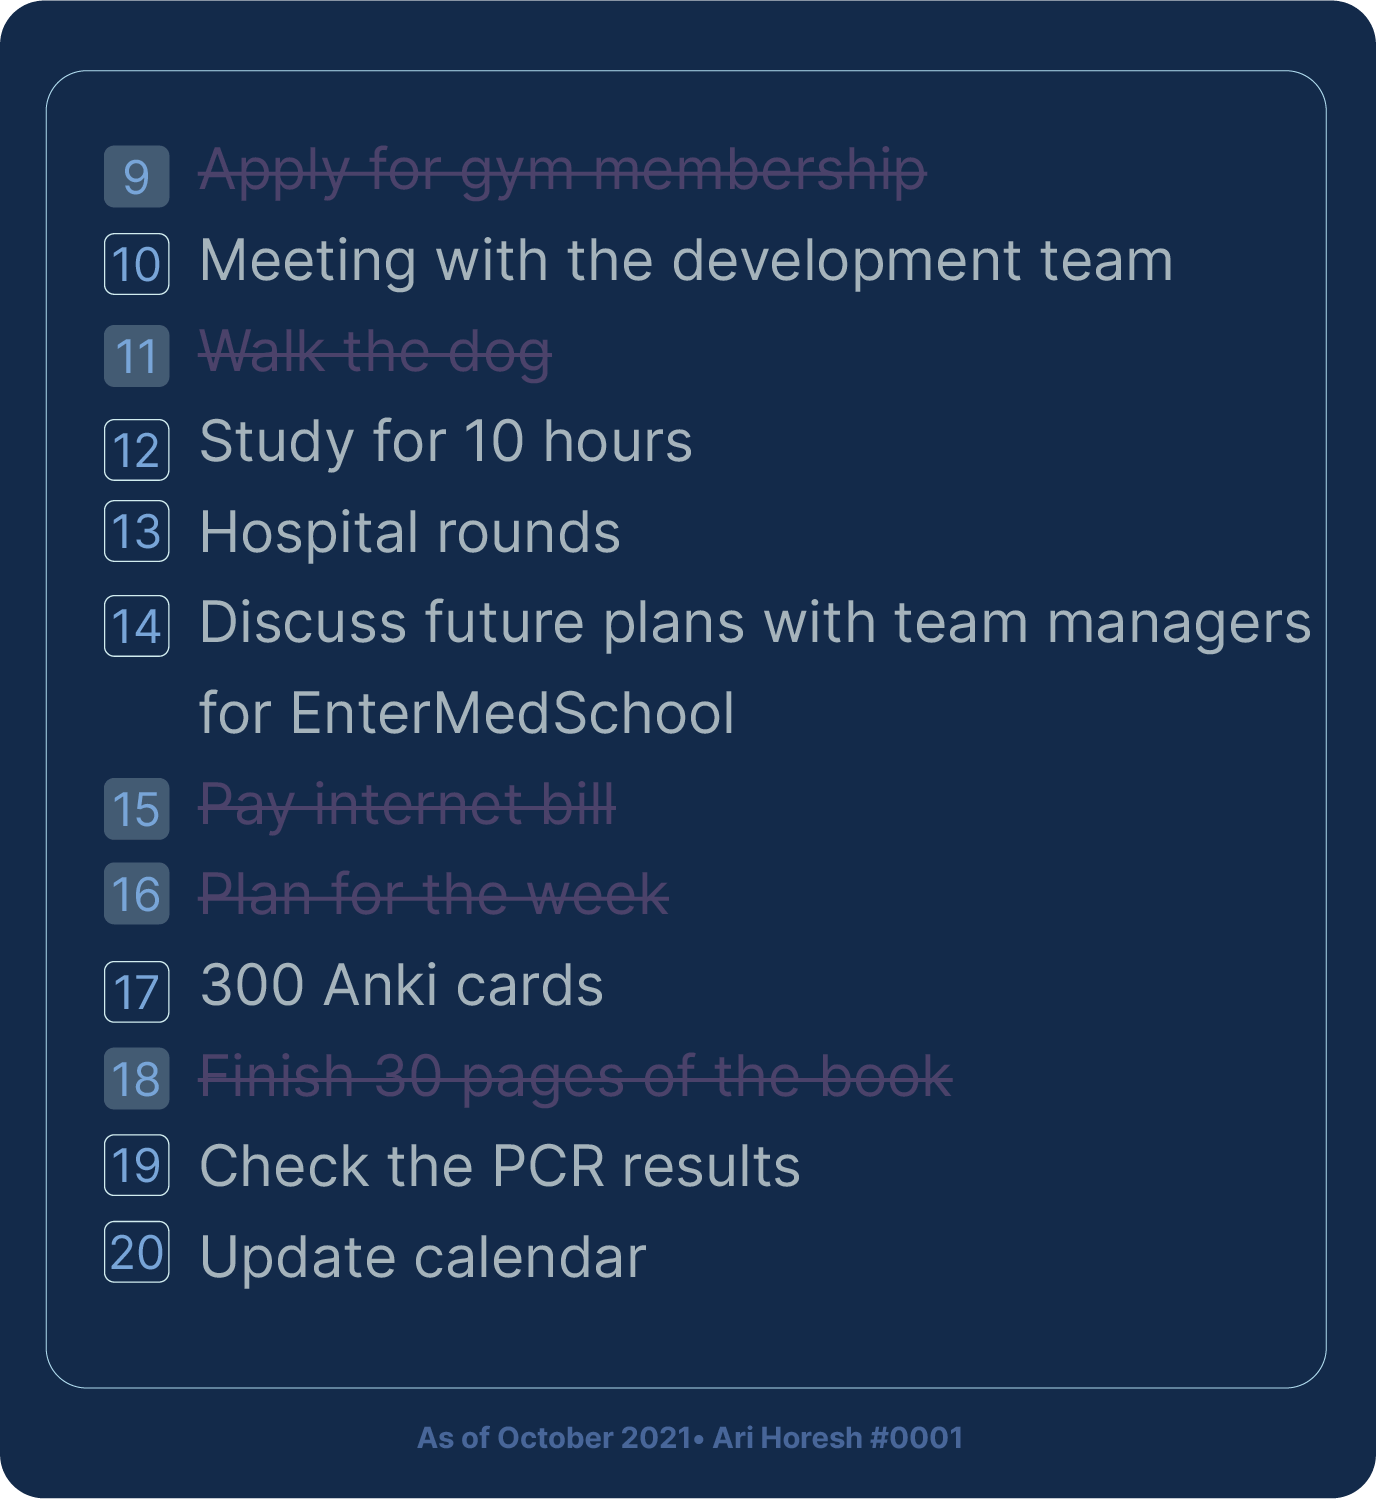 9 Apply for gym membership
10 Meeting with the development team
11 Walk the dog
12 Study for 10 hours
13 Hospital rounds
14 Discuss future plans with team managers
for EnterMedSchool
15 Pay internet bill
16 Plan for the week
17 300 Anki cards
18 Finish 30 pages of the book
19 Check the PCR results
20 Update calendar
As of October 2021• Ari Horesh #0001